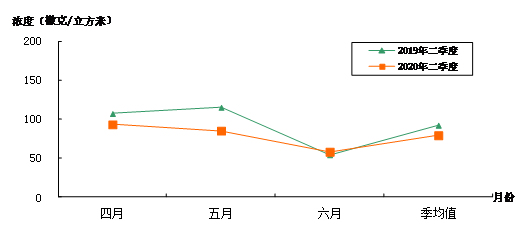 浓度（微克/立方米）
200
2019年二季度
2020年二季度
150
100
50
0
四月
五月
六月
季均值
月份